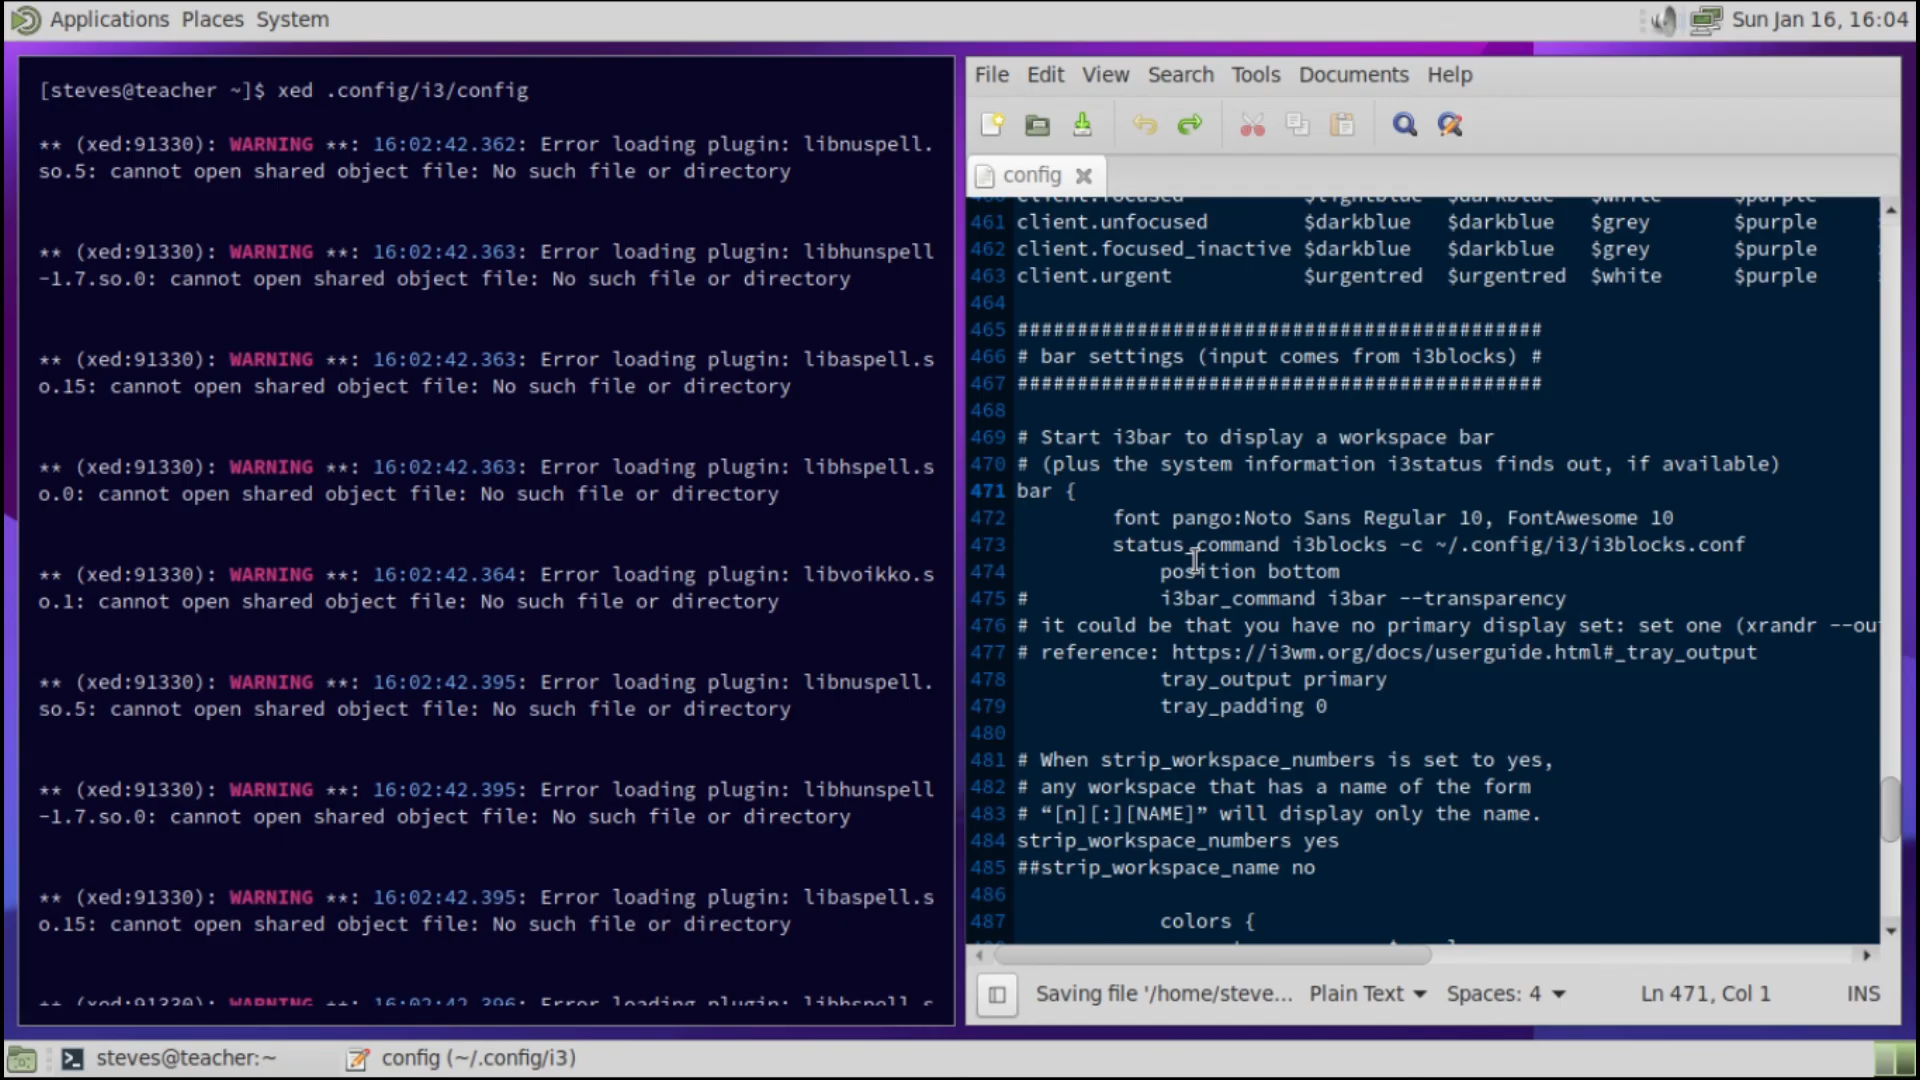 Applications Places System
Sun Jan 16, 16:04
[steves@teacher ~]$ xed .config/i3/config
** (xed:91330): WARNING **: 16:02:42.362: Error loading plugin: libnuspell.
so.5: cannot open shared object file: No such file or directory
** (xed:91330): WARNING **: 16:02:42.363: Error loading plugin: libhunspell
-1.7.so.0: cannot open shared object file: No such file or directory
** (xed:91330): WARNING **: 16:02:42.363: Error loading plugin: libaspell.s
o.15: cannot open shared object file: No such file or directory
** (xed:91330): WARNING **: 16:02:42.363: Error loading plugin: libhspell.s
o.0: cannot open shared object file: No such file or directory
** (xed:91330): WARNING **: 16:02:42.364: Error loading plugin: libvoikko.s
o.1: cannot open shared object file: No such file or directory
** (xed:91330): WARNING **: 16:02:42.395: Error loading plugin: libnuspell.
so.5: cannot open shared object file: No such file or directory
** (xed:91330): WARNING **: 16:02:42.395: Error loading plugin: libhunspell
-1.7.so.0: cannot open shared object file: No such file or directory
** (xed:91330): WARNING **: 16:02:42.395: Error loading plugin: libaspell.s
o.15: cannot open shared object file: No such file or directory
** (xed:91330): WARNING **: 16:02:42.396: Error loading plugin: libhspell.s
File Edit View Search Tools Documents Help
config
460 client.focused $lightblue $darkblue $white $purple
461 client.unfocused $darkblue $darkblue $grey $purple
462 client.focused_inactive $darkblue $darkblue $grey $purple
463 client.urgent $urgentred $urgentred $white $purple
464
465 ############################################
466 # bar settings (input comes from i3blocks) #
467 ############################################
468
469 # Start i3bar to display a workspace bar
470 # (plus the system information i3status finds out, if available)
471 bar {
472 font pango:Noto Sans Regular 10, FontAwesome 10
473 status_command i3blocks -c ~/.config/i3/i3blocks.conf
474 position bottom
475 # i3bar_command i3bar --transparency
476 # it could be that you have no primary display set: set one (xrandr --ou
477 # reference: https://i3wm.org/docs/userguide.html#_tray_output
478 tray_output primary
479 tray_padding 0
480
481 # When strip_workspace_numbers is set to yes,
482 # any workspace that has a name of the form
483 # “[n][:][NAME]” will display only the name.
484 strip_workspace_numbers yes
485 ##strip_workspace_name no
486
487 colors {
Saving file '/home/steve... Plain Text Spaces: 4 Ln 471, Col 1 INS
steves@teacher:~ config (~/.config/i3)